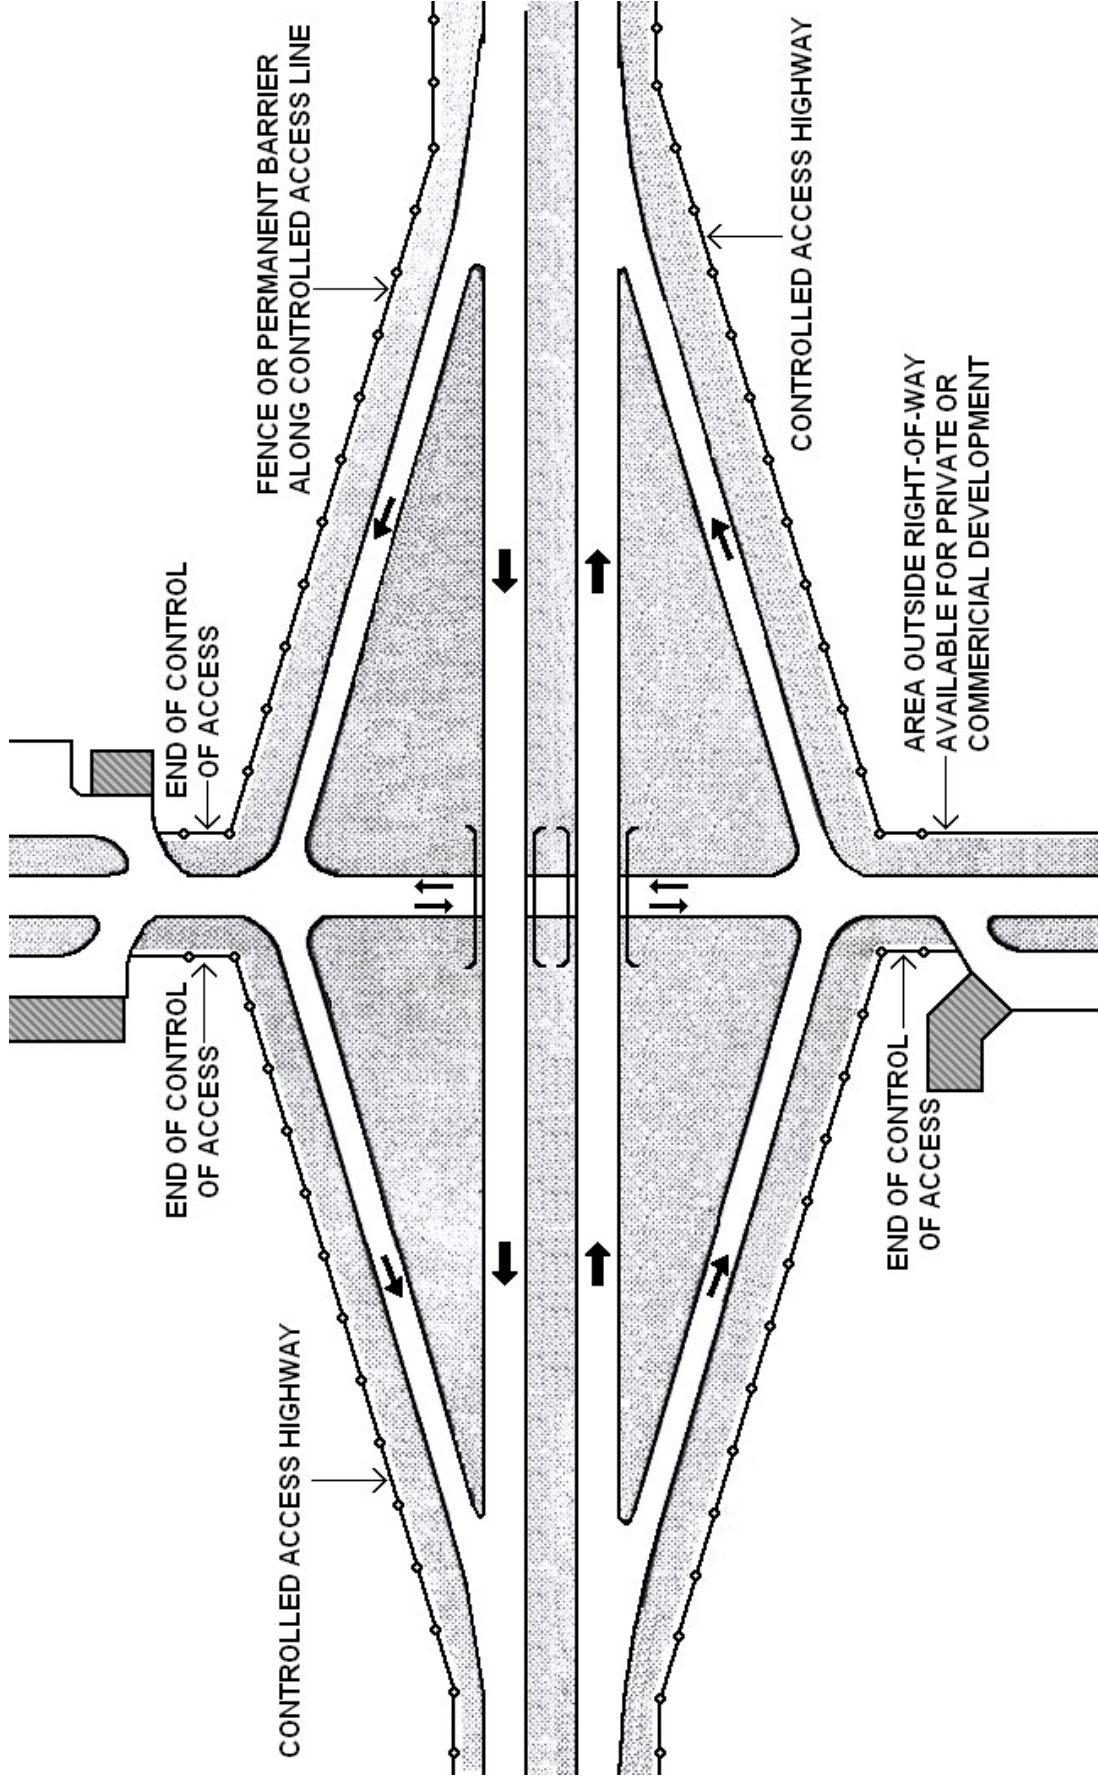 FENCE OR PERMANENT BARRIER
ALONG CONTROLLED ACCESS LINE
CONTROLLED ACCESS HIGHWAY
END OF CONTROL
OF ACCESS
AREA OUTSIDE RIGHT-OF-WAY
AVAILABLE FOR PRIVATE OR
COMMERICIAL DEVELOPMENT
END OF CONTROL
OF ACCESS
END OF CONTROL
OF ACCESS
CONTROLLED ACCESS HIGHWAY